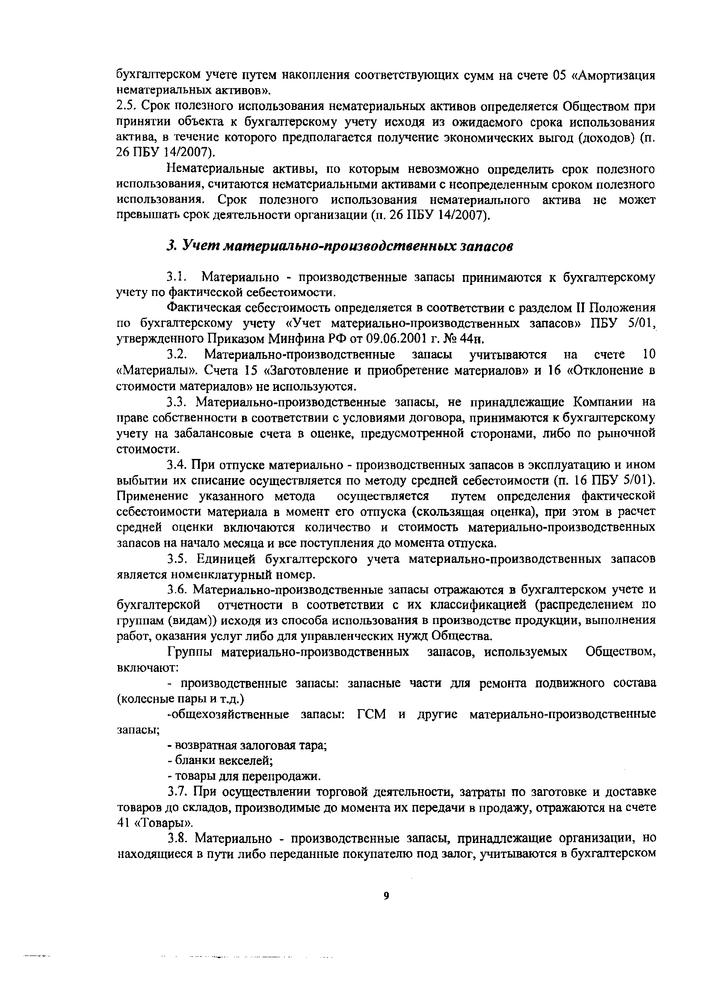 бухгалтерском учете путем накопления соответствующих сумм на счете 05 «Амортизация
нематериальных активов».
2.5. Срок полезного использования нематериальных активов определяется Обществом при
принятии объекта к бухгалтерскому учету исходя из ожидаемого срока использования
актива, в течение которого предполагается получение экономических выгод (доходов) (п.
26 ПБУ 14/2007).
Нематериальные активы, по которым невозможно определить срок полезного
использования, считаются нематериальными активами с неопределенным сроком полезного
использования. Срок полезного использования нематериального актива не может
превышать срок деятельности организации (п. 26 ПБУ 14/2007).
3. Учет материально-производственных запасов
3.1. Материально - производственные запасы принимаются к бухгалтерскому
учету по фактической себестоимости.
Фактическая себестоимость определяется в соответствии с разделом II Положения
по бухгалтерскому учету «Учет материально-производственных запасов» ПБУ 5/01,
утвержденного Приказом Минфина РФ от 09.06.2001 г. № 44н.
3.2. Материально-производственные запасы учитываются на счете 10
«Материалы». Счета 15 «Заготовление и приобретение материалов» и 16 «Отклонение в
стоимости материалов» не используются.
3.3. Материально-производственные запасы, не принадлежащие Компании на
праве собственности в соответствии с условиями договора, принимаются к бухгалтерскому
учету на забалансовые счета в оценке, предусмотренной сторонами, либо по рыночной
стоимости.
3.4. При отпуске материально - производственных запасов в эксплуатацию и ином
выбытии их списание осуществляется по методу средней себестоимости (п. 16 ПБУ 5/01).
Применение указанного метода осуществляется путем определения фактической
себестоимости материала в момент его отпуска (скользящая оценка), при этом в расчет
средней оценки включаются количество и стоимость материально-производственных
запасов на начало месяца и все поступления до момента отпуска.
3.5. Единицей бухгалтерского учета материально-производственных запасов
является номенклатурный номер.
3.6. Материально-производственные запасы отражаются в бухгалтерском учете и
бухгалтерской отчетности в соответствии с их классификацией (распределением по
группам (видам)) исходя из способа использования в производстве продукции, выполнения
работ, оказания услуг либо для управленческих нужд Общества.
Группы материально-производственных запасов, используемых Обществом,
включают:
- производственные запасы: запасные части для ремонта подвижного состава
(колесные пары и т.д.)
-общехозяйственные запасы: ГСМ и другие материально-производственные
запасы;
- возвратная залоговая тара;
- бланки векселей;
- товары для перепродажи.
3.7. При осуществлении торговой деятельности, затраты по заготовке и доставке
товаров до складов, производимые до момента их передачи в продажу, отражаются на счете
41 «Товары».
3.8. Материально - производственные запасы, принадлежащие организации, но
находящиеся в пути либо переданные покупателю под залог, учитываются в бухгалтерском
9